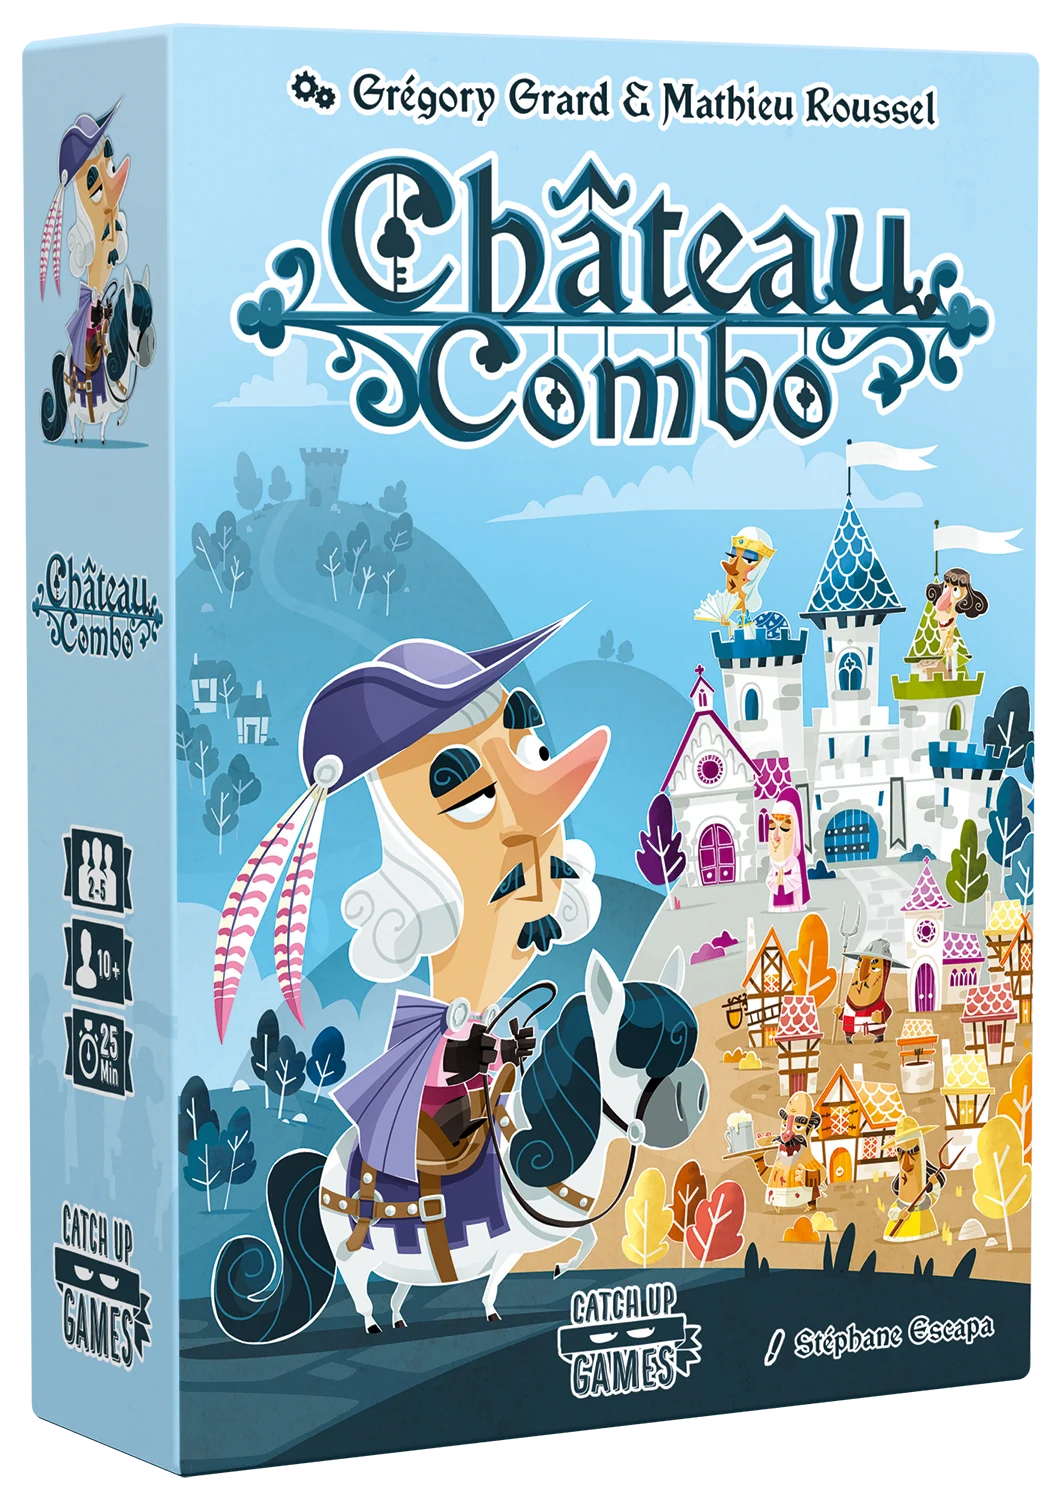 Grégory Grard & Mathieu Roussel
Château
Combo
CATCH UP
GAMES
Stéphane Escapa
Château
Combo
2-5
10+
25
Min
CATCH UP
GAMES